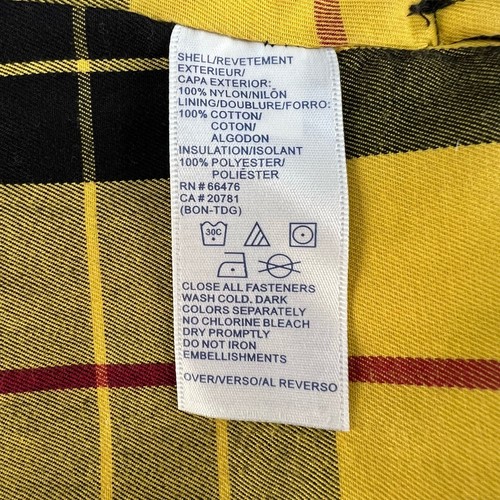 SHELL/REVETEMENT
EXTERIEUR/
CAPA EXTERIOR:
100% NYLON/NILÓN
LINING/DOUBLURE/FORRO:
100% COTTON/
COTON/
ALGODON
INSULATION/ISOLANT
100% POLYESTER/
POLIÉSTER
RN # 66476
CA # 20781
(BON-TDG)
30C
CLOSE ALL FASTENERS
WASH COLD. DARK
COLORS SEPARATELY
NO CHLORINE BLEACH
DRY PROMPTLY
DO NOT IRON
EMBELLISHMENTS
OVER/VERSO/AL REVERSO